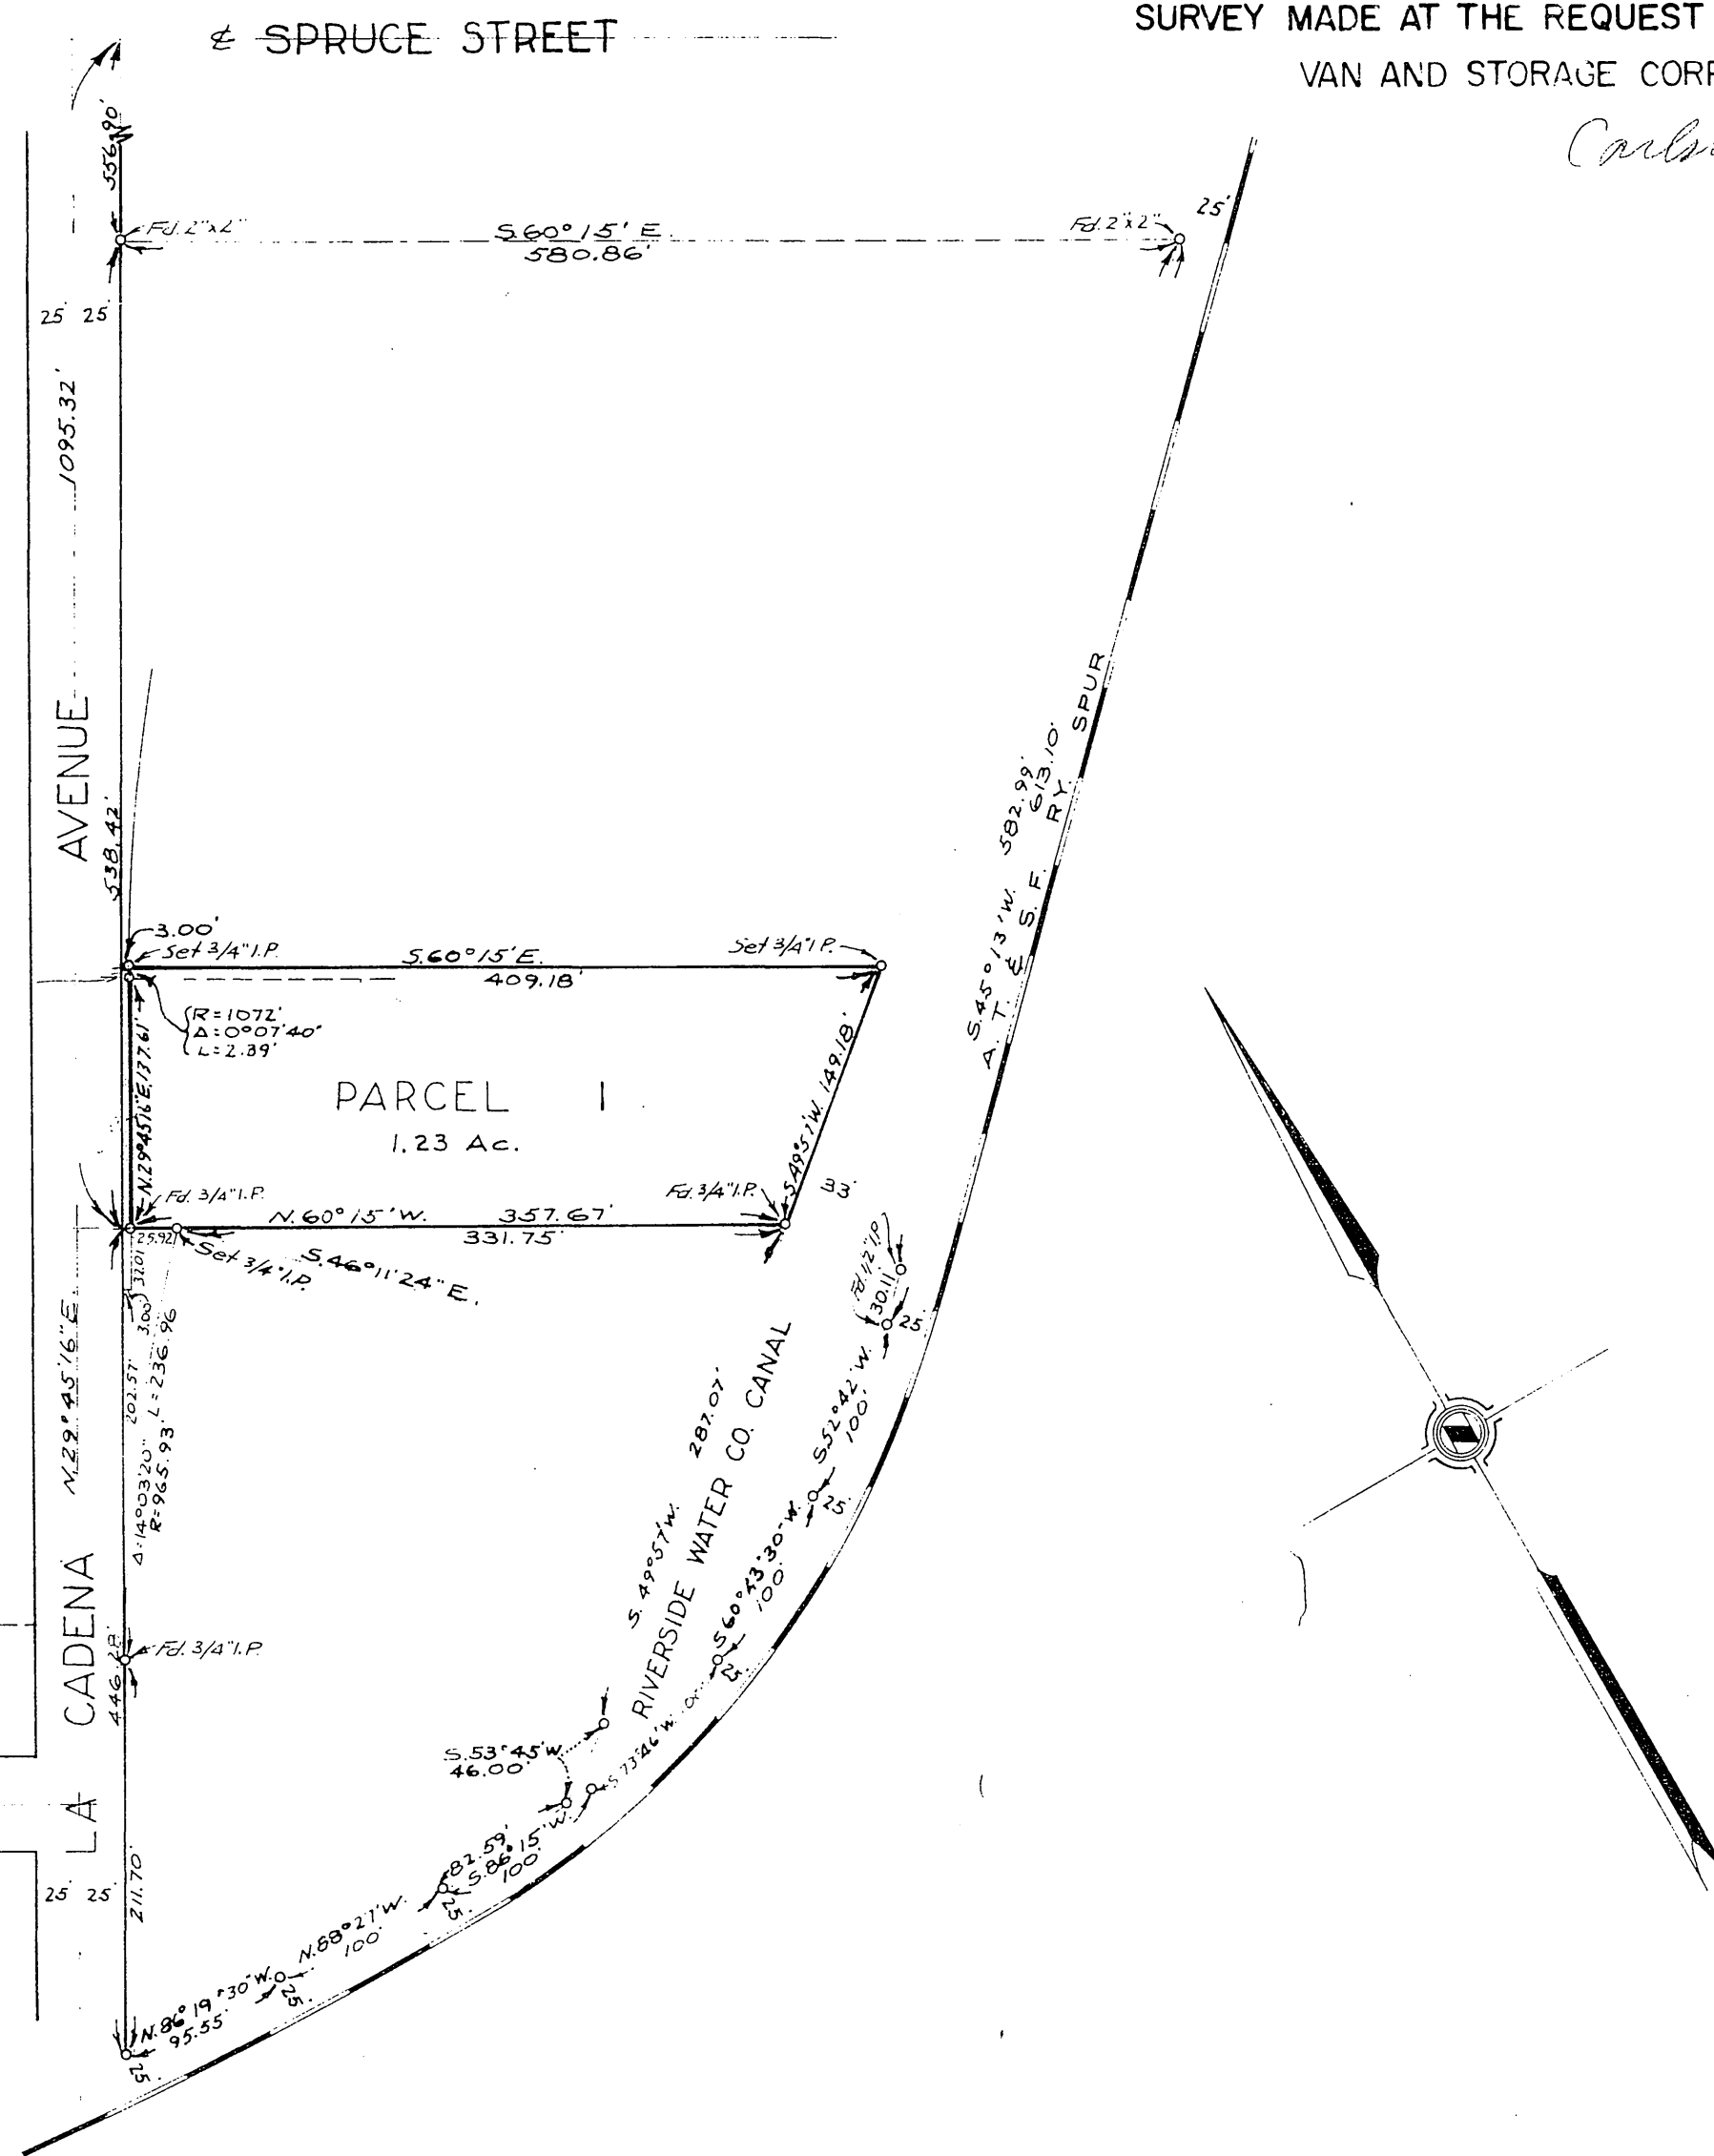 ℄ SPRUCE STREET
SURVEY MADE AT THE REQUEST
VAN AND STORAGE CORP
556.90'
Fd. 2"x2"
S.60°15' E.
580.86'
Fd. 2"x2"
25'
25' 25'
1095.32'
AVENUE
538.42'
3.00'
Set 3/4" I.P.
S.60°15' E.
409.18'
Set 3/4" I.P.
R=1072'
Δ=0°07'40"
L=2.39'
N.29°45'16"E. 137.61'
PARCEL 1
1.23 Ac.
S.49°57'W. 149.18'
33'
Fd. 3/4" I.P.
Fd. 3/4" I.P.
N.60°15'W. 357.67'
331.75'
25.92'
Set 3/4" I.P.
S.46°11'24" E.
32.01'
3.00'
S.45°13'W. 582.99'
613.10'
A. T. & S. F. RY. SPUR
Fd. 1/2" I.P.
30.11'
25'
N.29°45'16"E.
202.57'
Δ=14°03'20"
R=965.93' L=236.96
287.07'
S. 49°57'W.
RIVERSIDE WATER CO. CANAL
S.52°42'W.
100'
25'
S.60°43'30"W.
100'
25'
LA CADENA
446.28'
Fd. 3/4" I.P.
S.53°45'W.
46.00'
S.73°46'W.
82.59'
S.86°15'W.
100'
25'
25' 25'
211.70'
N.88°27'W.
100'
25'
N.86°19'30"W.
95.55'
25'